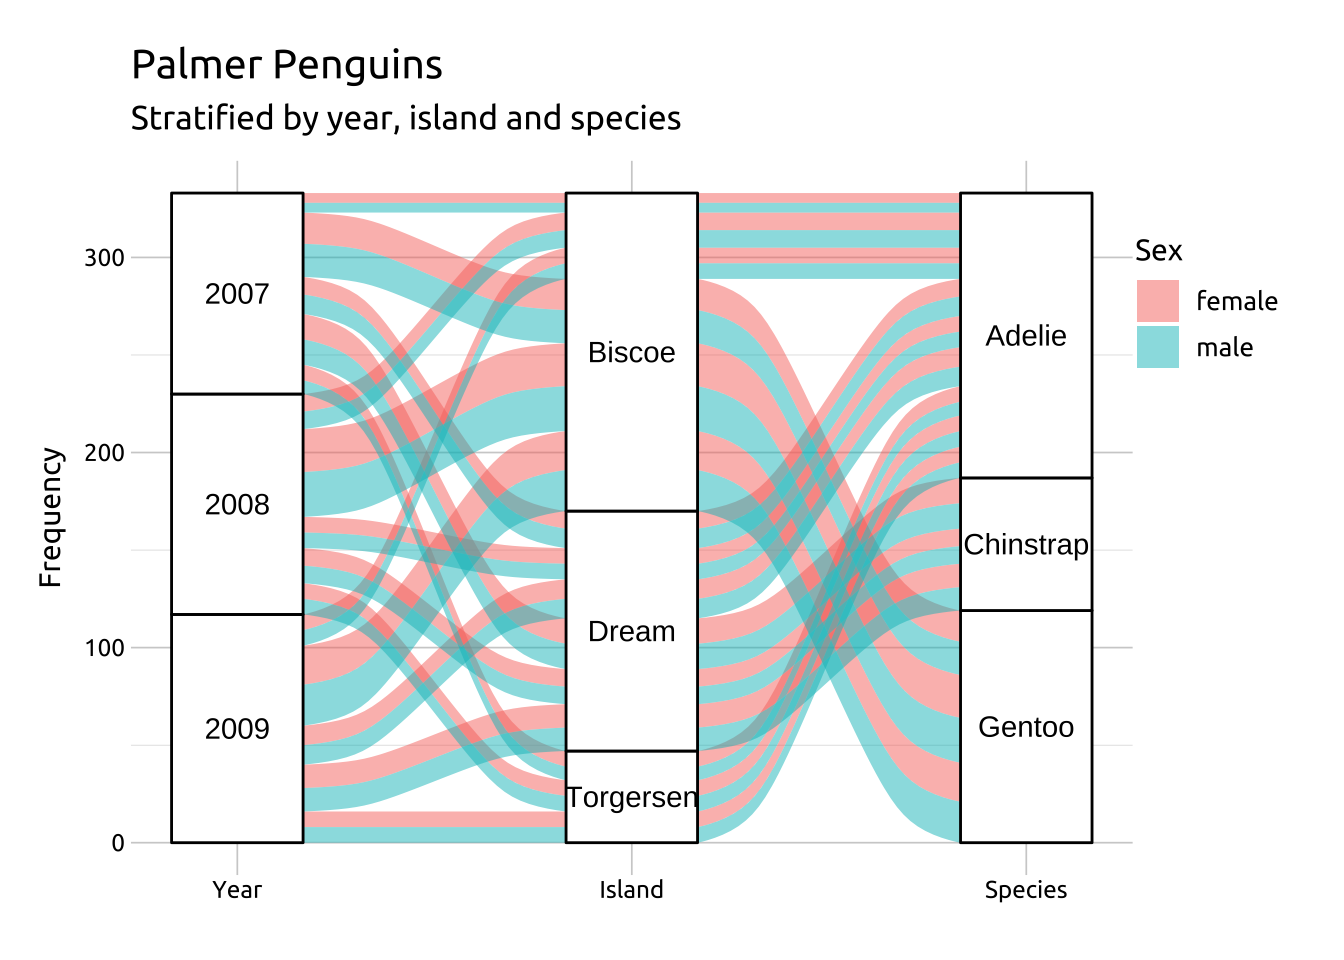 Palmer Penguins
Stratified by year, island and species
Frequency
300
200
100
0
2007
2008
2009
Biscoe
Dream
Torgersen
Adelie
Chinstrap
Gentoo
Year
Island
Species
Sex
female
male